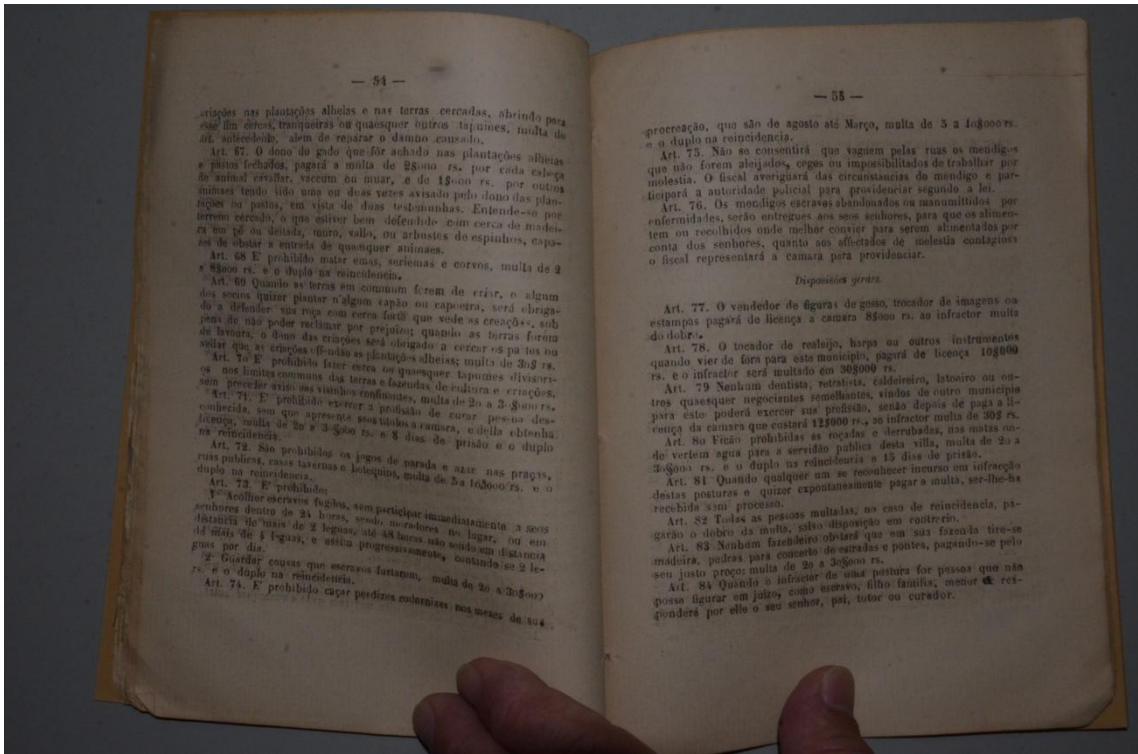 — 54 —
criações nas plantações alheias e nas terras cercadas, abrindo para
esse fim cercas, tranqueiras ou quaesquer outros tapumes, multa do
art. antecedente, alem de reparar o damno causado.
Art. 67. O dono do gado que fôr achado nas plantações alheias
e pastos fechados, pagará a multa de 2$000 rs. por cada cabeça
de animal cavallar, vaccum ou muar, e de 1$000 rs. por outros
animaes tendo sido uma ou duas vezes avisado pelo dono das plan-
tações ou pastos, em vista de duas testemunhas. Entende-se por
terreno cercado, o que estiver bem defendido com cerca de madei-
ra em pé ou deitada, muro, vallo, ou arbustos de espinhos, capa-
zes de obstar a entrada de quaesquer animaes.
Art. 68 E' prohibido matar emas, seriemas e corvos, multa de 2
a 8$000 rs. e o duplo na reincidencia.
Art. 69 Quando as terras em commum forem de criar, e algum
dos socios quizer plantar n'algum capão ou capoeira, será obriga-
do a defender sua roça com cerca forte que vede as creações, sob
pena de não poder reclamar por prejuizo; quando as terras forem
de lavoura, o dono das criações será obrigado a cercar os pastos ou
vellar que as criações offendão as plantações alheias; multa de 30$ rs.
Art. 7o E' prohibido fazer cerca ou quaesquer tapumes divisori-
os nos limites communs das terras e fazendas de cultura e criações,
sem preceder aviso aos visinhos confinantes, multa de 2o a 3o$ooo rs.
Art. 71. E' prohibido exercer a profissão de curar pessoa des-
conhecida, sem que apresente seos titulos a camara, e della obtenha
licença, multa de 2o a 3o$ooo rs. e 8 dias de prisão e o duplo
na reincidencia.
Art. 72. São prohibidos os jogos de parada e azar nas praças,
ruas publicas, casas tavernas e botequins, multa de 5 a 1o$ooo rs. e o
duplo na reincidencia.
Art. 73. E' prohibido:
1º Acolher escravos fugidos, sem participar immediatamente a seos
senhores dentro de 24 horas, sendo moradores no lugar, ou em
distancia de mais de 2 leguas, até 48 horas não sendo em distancia
de mais de 4 leguas, e assim progressivamente, contando se 2 le-
guas por dia.
2º Guardar cousas que escravos furtarem, multa de 2o a 3o$ooo
rs. e o duplo na reincidencia.
Art. 74. E' prohibido caçar perdizes codornizes nos mezes de sua
— 55 —
procreação, que são de agosto até Março, multa de 5 a 1o$ooo rs.
e o duplo na reincidencia.
Art. 75. Não se consentirá que vaguem pelas ruas os mendigos
que não forem aleijados, cegos ou impossibilitados de trabalhar por
molestia. O fiscal averiguará das circunstancias do mendigo e par-
ticipará a autoridade policial para providenciar segundo a lei.
Art. 76. Os mendigos escravos abandonados ou manumittidos por
enfermidades, serão entregues aos seos senhores, para que os alimen-
tem ou recolhidos onde melhor convier para serem alimentados por
conta dos senhores, quanto aos affectados de molestia contagiosa
o fiscal representará a camara para providenciar.
Disposições geraes.
Art. 77. O vendedor de figuras de gesso, trocador de imagens ou
estampas pagará de licença a camara 8$ooo rs. ao infractor multa
do dobro.
Art. 78. O tocador de realejo, harpa ou outros instrumentos
quando vier de fóra para este municipio, pagará de licença 10$000
rs. e o infractor será multado em 30$000 rs.
Art. 79 Nenhum dentista, retratista, caldeireiro, latoeiro ou ou-
tros quaesquer negociantes semelhantes, vindos de outro municipio
para este poderá exercer sua profissão, senão depois de paga a li-
cença da camara que custará 12$000 rs., ao infractor multa de 30$ rs.
Art. 8o Ficão prohibidas as roçadas e derrubadas, nas matas on-
de vertem agua para a servidão publica desta villa, multa de 2o a
3o$ooo rs. e o duplo na reincidencia e 15 dias de prisão.
Art. 81 Quando qualquer um se reconhecer incurso em infracção
destas posturas e quizer expontaneamente pagar a multa, ser-lhe-ha
recebida sem processo.
Art. 82 Todas as pessoas multadas, no caso de reincidencia, pa-
garão o dobro da multa, salvo disposição em contrerio.
Art. 83 Nenhum fazendeiro obstará que em sua fazenda tire-se
madeira, pedras para concerto de estradas e pontes, pagando-se pelo
seu justo preço; multa de 2o a 3o$ooo rs.
Art. 84 Quando o infractor de uma postura for pessoa que não
possa figurar em juizo, como escravo, filho familia, menor & res-
ponderá por elle o seu senhor, pai, tutor ou curador.